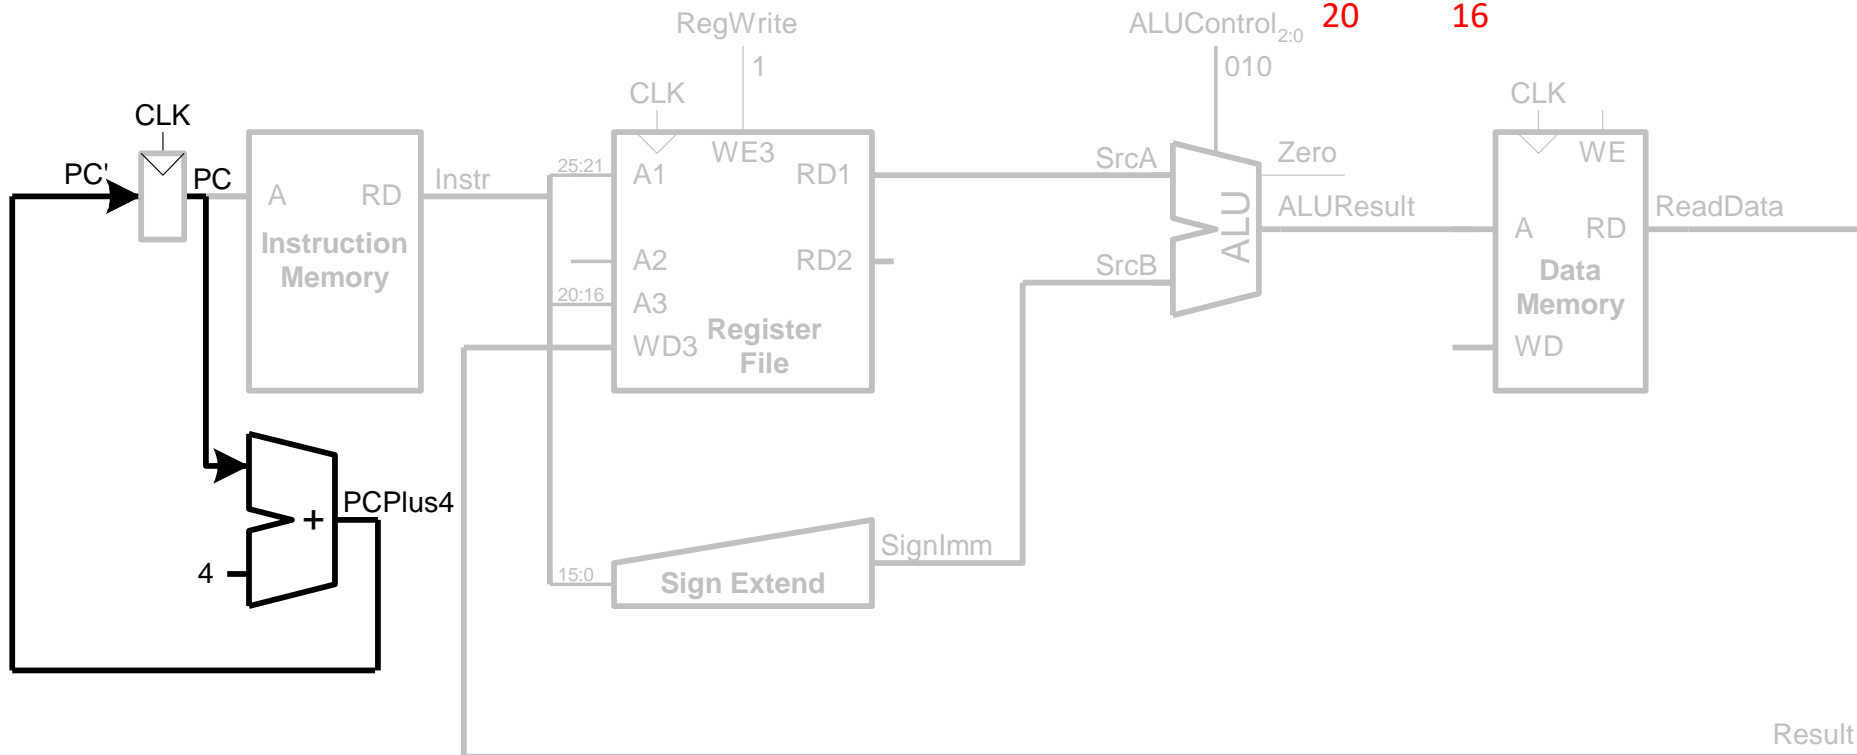 20 16
RegWrite
ALUControl2:0
1
010
CLK
CLK
CLK
PC'
PC
A
RD
Instruction
Memory
Instr
25:21
A1
WE3
RD1
A2
RD2
20:16
A3
WD3
Register
File
SrcA
SrcB
ALU
Zero
ALUResult
WE
A
RD
Data
Memory
WD
ReadData
+
PCPlus4
4
15:0
Sign Extend
SignImm
Result